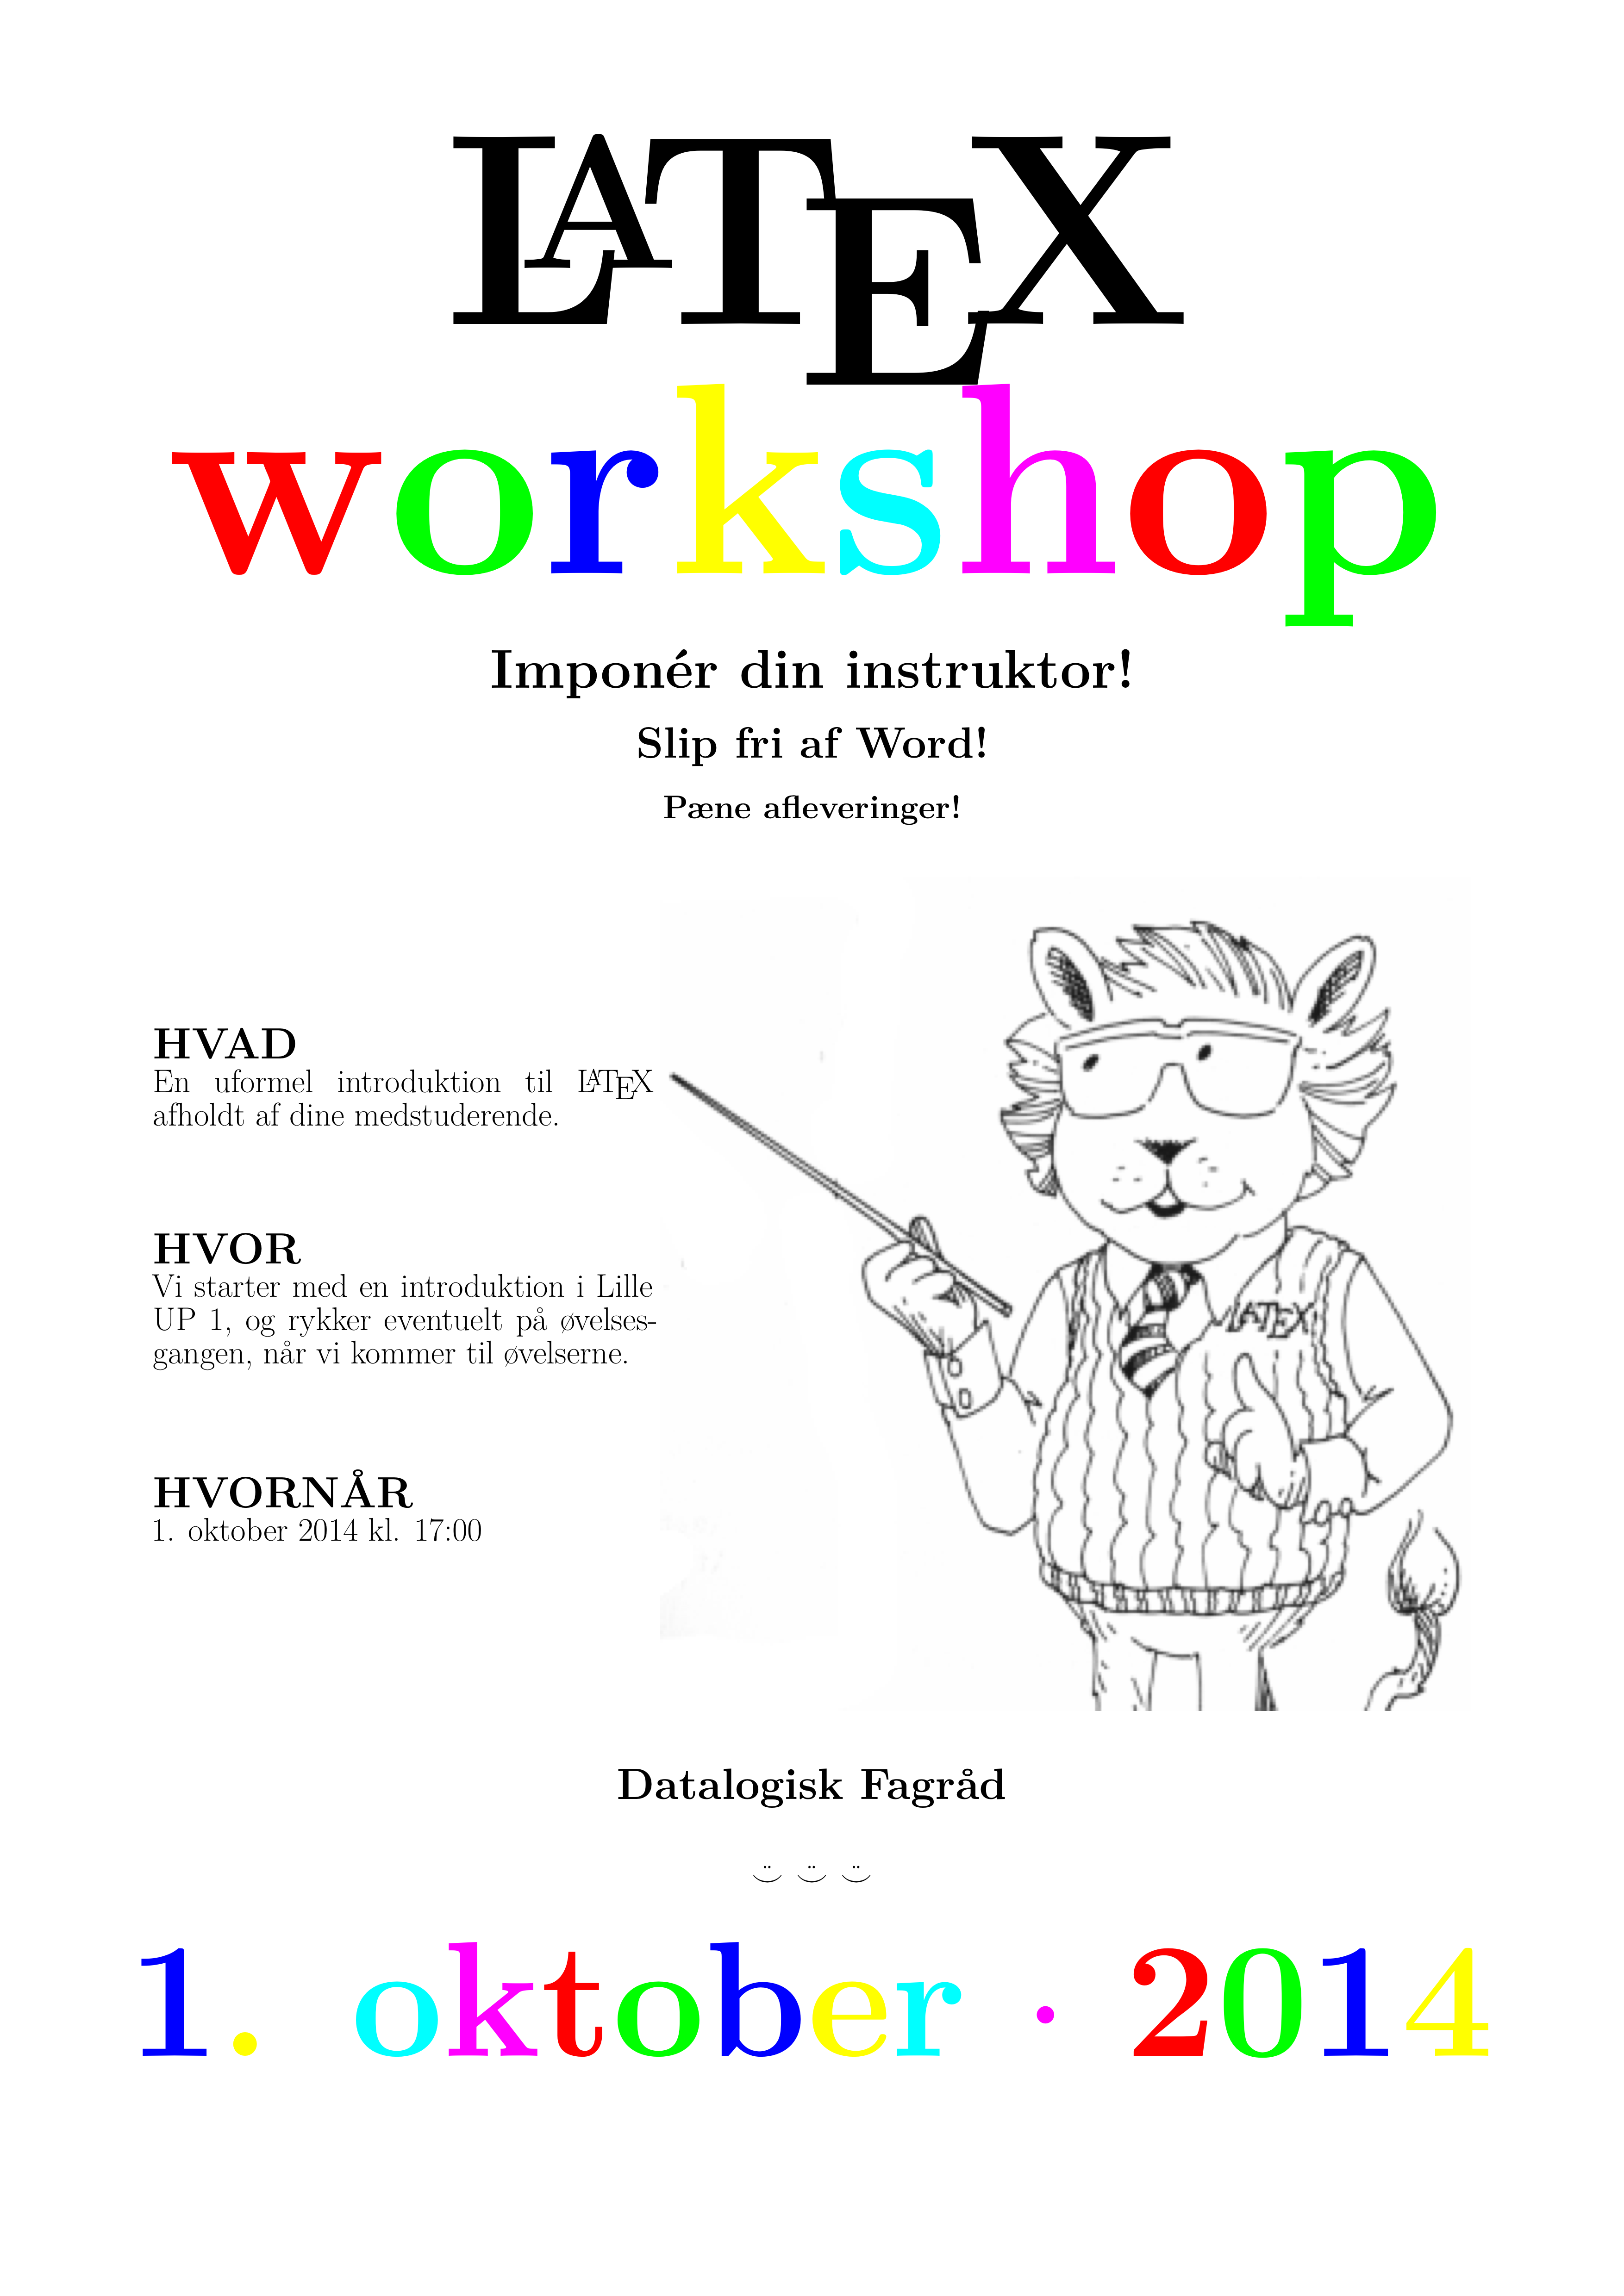 LATEX
workshop
Imponér din instruktor!
Slip fri af Word!
Pæne afleveringer!
HVAD
En uformel introduktion til LATEX
afholdt af dine medstuderende.
HVOR
Vi starter med en introduktion i Lille
UP 1, og rykker eventuelt på øvelses-
gangen, når vi kommer til øvelserne.
HVORNÅR
1. oktober 2014 kl. 17:00
LATEX
Datalogisk Fagråd
1. oktober · 2014